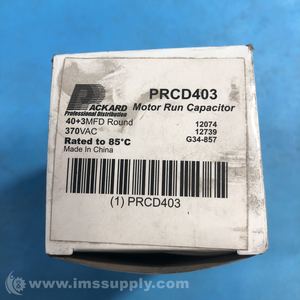 PACKARD
Professional Distribution
PRCD403
Motor Run Capacitor
40+3MFD Round
12074
370VAC
12739
Rated to 85°C
G34-857
Made In China
(1) PRCD403
© www.imssupply.com